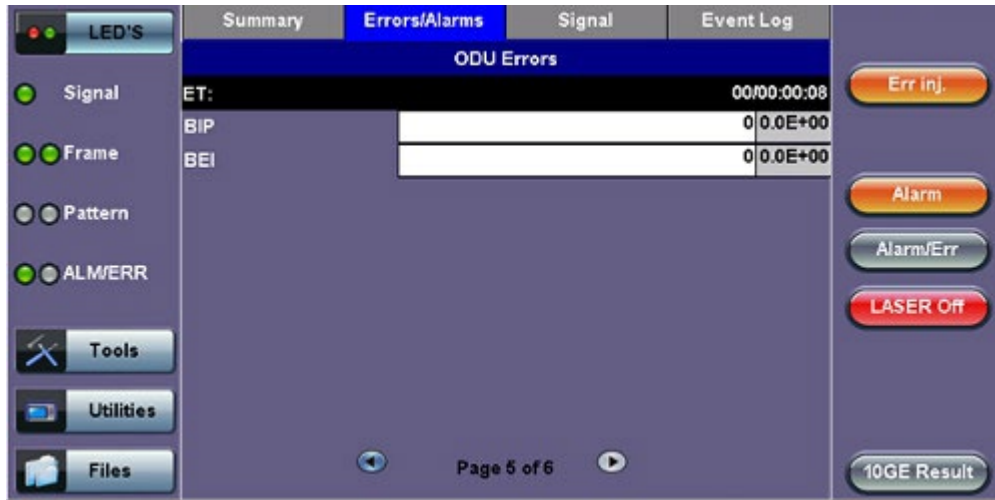 LED'S
Summary
Errors/Alarms
Signal
Event Log
ODU Errors
Signal
ET: 00/00:00:08
Err inj.
BIP 0 0.0E+00
Frame
BEI 0 0.0E+00
Pattern
Alarm
ALM/ERR
Alarm/Err
LASER Off
Tools
Utilities
Files
Page 5 of 6
10GE Result